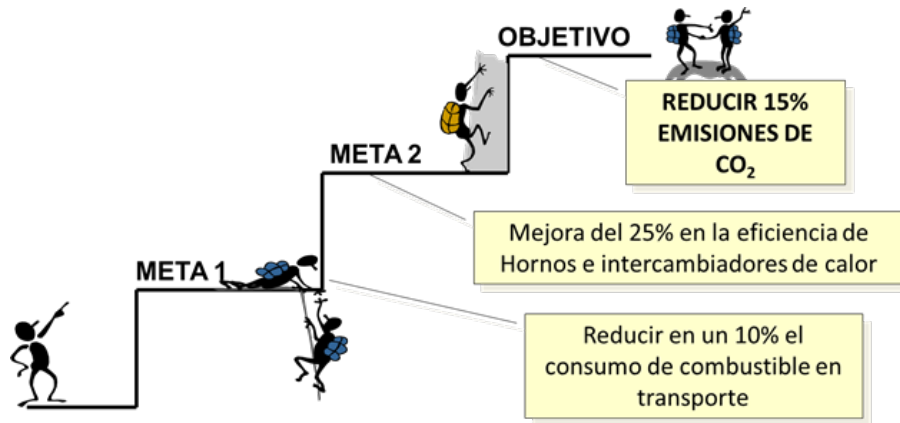 OBJETIVO
REDUCIR 15%
EMISIONES DE
CO₂
META 2
Mejora del 25% en la eficiencia de
Hornos e intercambiadores de calor
META 1
Reducir en un 10% el
consumo de combustible en
transporte